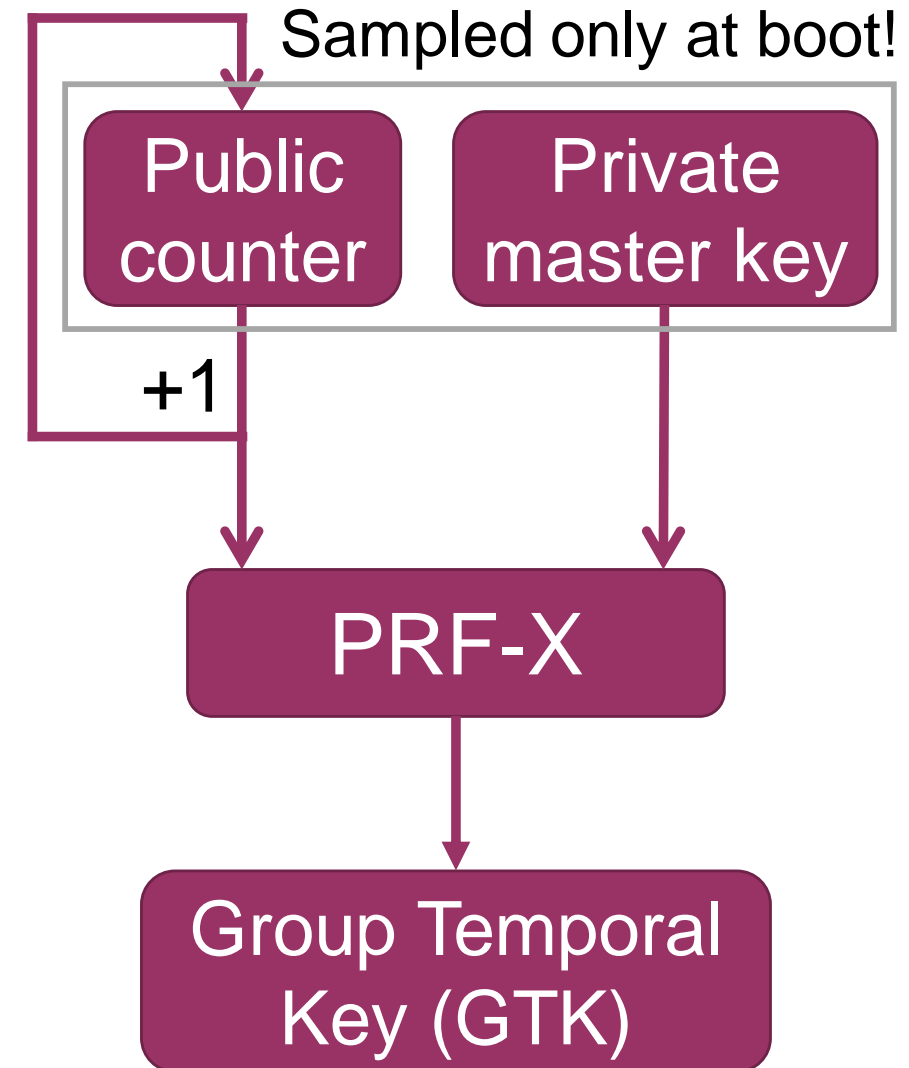 Sampled only at boot!
Public
counter
Private
master key
+1
PRF-X
Group Temporal
Key (GTK)